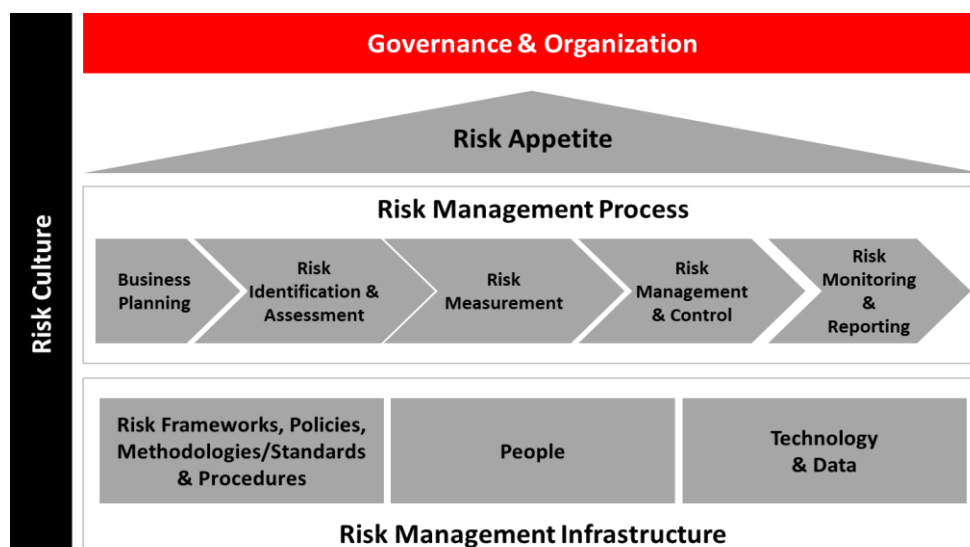 Governance & Organization
Risk Culture
Risk Appetite
Risk Management Process
Business
Planning
Risk
Identification &
Assessment
Risk
Measurement
Risk
Management
& Control
Risk
Monitoring
&
Reporting
Risk Frameworks, Policies,
Methodologies/Standards
& Procedures
People
Technology
& Data
Risk Management Infrastructure